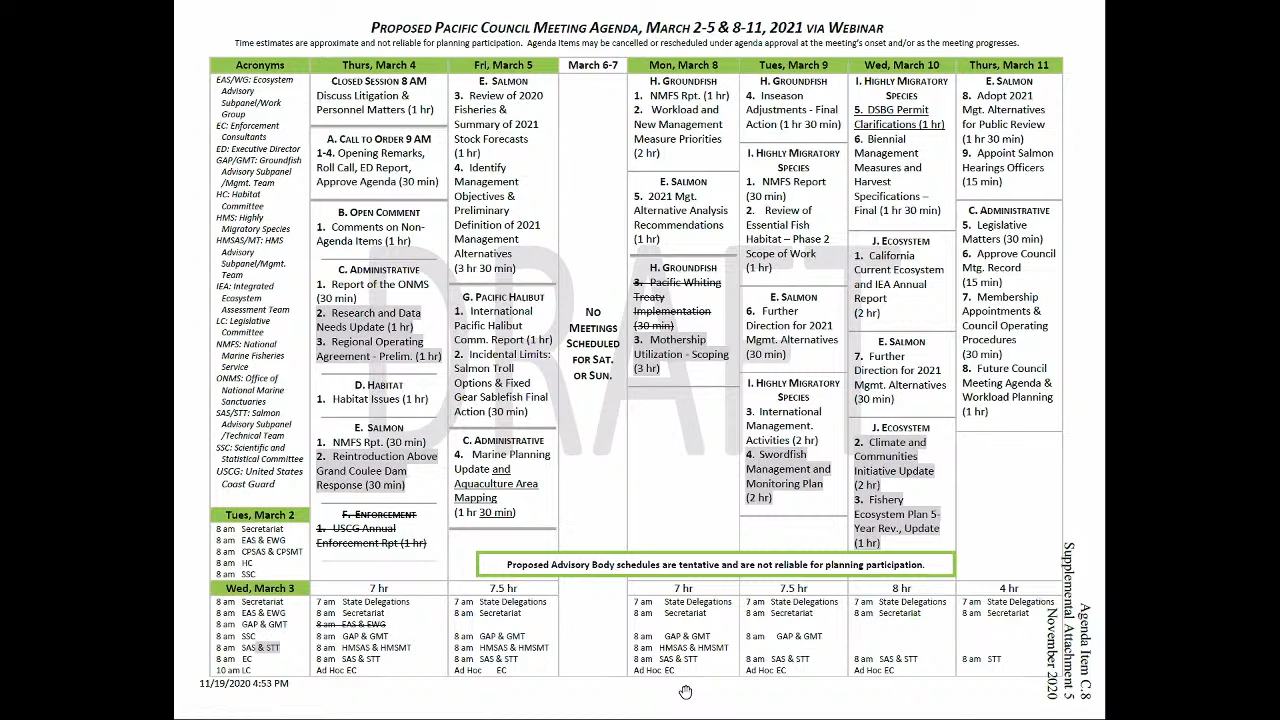 PROPOSED PACIFIC COUNCIL MEETING AGENDA, MARCH 2-5 & 8-11, 2021 VIA WEBINAR
Time estimates are approximate and not reliable for planning participation. Agenda Items may be cancelled or rescheduled under agenda approval at the meeting's onset and/or as the meeting progresses.
Acronyms
EAS/WG: Ecosystem
Advisory
Subpanel/Work
Group
EC: Enforcement
Consultants
ED: Executive Director
GAP/GMT: Groundfish
Advisory Subpanel
/Mgmt. Team
HC: Habitat
Committee
HMS: Highly
Migratory Species
HMSAS/MT: HMS
Advisory
Subpanel/Mgmt.
Team
IEA: Integrated
Ecosystem
Assessment Team
LC: Legislative
Committee
NMFS: National
Marine Fisheries
Service
ONMS: Office of
National Marine
Sanctuaries
SAS/STT: Salmon
Advisory Subpanel
/Technical Team
SSC: Scientific and
Statistical Committee
USCG: United States
Coast Guard
Tues, March 2
8 am Secretariat
8 am EAS & EWG
8 am CPSAS & CPSMT
8 am HC
8 am SSC
Wed, March 3
8 am Secretariat
8 am EAS & EWG
8 am GAP & GMT
8 am SSC
8 am SAS & STT
8 am EC
10 am LC
Thurs, March 4
CLOSED SESSION 8 AM
Discuss Litigation &
Personnel Matters (1 hr)
A. CALL TO ORDER 9 AM
1-4. Opening Remarks,
Roll Call, ED Report,
Approve Agenda (30 min)
B. OPEN COMMENT
1. Comments on Non-
Agenda Items (1 hr)
C. ADMINISTRATIVE
1. Report of the ONMS
(30 min)
2. Research and Data
Needs Update (1 hr)
3. Regional Operating
Agreement - Prelim. (1 hr)
D. HABITAT
1. Habitat Issues (1 hr)
E. SALMON
1. NMFS Rpt. (30 min)
2. Reintroduction Above
Grand Coulee Dam
Response (30 min)
F. ENFORCEMENT
1. USCG Annual
Enforcement Rpt (1 hr)
7 hr
7 am State Delegations
8 am Secretariat
8 am EAS & EWG
8 am GAP & GMT
8 am HMSAS & HMSMT
8 am SAS & STT
Ad Hoc EC
Fri, March 5
E. SALMON
3. Review of 2020
Fisheries &
Summary of 2021
Stock Forecasts
(1 hr)
4. Identify
Management
Objectives &
Preliminary
Definition of 2021
Management
Alternatives
(3 hr 30 min)
G. PACIFIC HALIBUT
1. International
Pacific Halibut
Comm. Report (1 hr)
2. Incidental Limits:
Salmon Troll
Options & Fixed
Gear Sablefish Final
Action (30 min)
C. ADMINISTRATIVE
4. Marine Planning
Update and
Aquaculture Area
Mapping
(1 hr 30 min)
7.5 hr
7 am State Delegations
8 am Secretariat
8 am GAP & GMT
8 am HMSAS & HMSMT
8 am SAS & STT
Ad Hoc EC
March 6-7
NO
MEETINGS
SCHEDULED
FOR SAT.
OR SUN.
Mon, March 8
H. GROUNDFISH
1. NMFS Rpt. (1 hr)
2. Workload and
New Management
Measure Priorities
(2 hr)
E. SALMON
5. 2021 Mgt.
Alternative Analysis
Recommendations
(1 hr)
H. GROUNDFISH
3. Pacific Whiting
Treaty
Implementation
(30 min)
3. Mothership
Utilization - Scoping
(3 hr)
7 hr
7 am State Delegations
8 am Secretariat
8 am GAP & GMT
8 am HMSAS & HMSMT
8 am SAS & STT
Ad Hoc EC
Tues, March 9
H. GROUNDFISH
4. Inseason
Adjustments - Final
Action (1 hr 30 min)
I. HIGHLY MIGRATORY
SPECIES
1. NMFS Report
(30 min)
2. Review of
Essential Fish
Habitat – Phase 2
Scope of Work
(1 hr)
E. SALMON
6. Further
Direction for 2021
Mgmt. Alternatives
(30 min)
I. HIGHLY MIGRATORY
SPECIES
3. International
Management.
Activities (2 hr)
4. Swordfish
Management and
Monitoring Plan
(2 hr)
7.5 hr
7 am State Delegations
8 am Secretariat
8 am GAP & GMT
8 am SAS & STT
Ad Hoc EC
Wed, March 10
I. HIGHLY MIGRATORY
SPECIES
5. DSBG Permit
Clarifications (1 hr)
6. Biennial
Management
Measures and
Harvest
Specifications –
Final (1 hr 30 min)
J. ECOSYSTEM
1. California
Current Ecosystem
and IEA Annual
Report
(2 hr)
E. SALMON
7. Further
Direction for 2021
Mgmt. Alternatives
(30 min)
J. ECOSYSTEM
2. Climate and
Communities
Initiative Update
(2 hr)
3. Fishery
Ecosystem Plan 5-
Year Rev., Update
(1 hr)
8 hr
7 am State Delegations
8 am Secretariat
8 am SAS & STT
Ad Hoc EC
Thurs, March 11
E. SALMON
8. Adopt 2021
Mgt. Alternatives
for Public Review
(1 hr 30 min)
9. Appoint Salmon
Hearings Officers
(15 min)
C. ADMINISTRATIVE
5. Legislative
Matters (30 min)
6. Approve Council
Mtg. Record
(15 min)
7. Membership
Appointments &
Council Operating
Procedures
(30 min)
8. Future Council
Meeting Agenda &
Workload Planning
(1 hr)
4 hr
7 am State Delegations
8 am Secretariat
8 am STT
Proposed Advisory Body schedules are tentative and are not reliable for planning participation.
DRAFT
11/19/2020 4:53 PM
Agenda Item C.8
Supplemental Attachment 5
November 2020